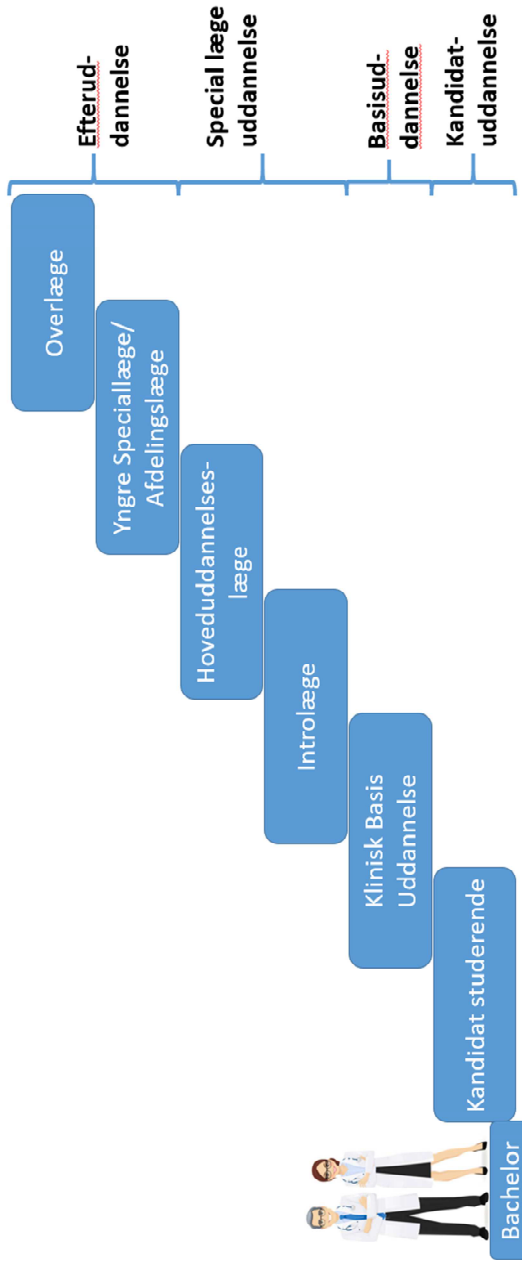 Overlæge
Yngre Speciallæge/
Afdelingslæge
Hoveduddannelses-
læge
Introlæge
Klinisk Basis
Uddannelse
Kandidat studerende
Bachelor
Efterud-
dannelse
Special læge
uddannelse
Basisud-
dannelse
Kandidat-
uddannelse